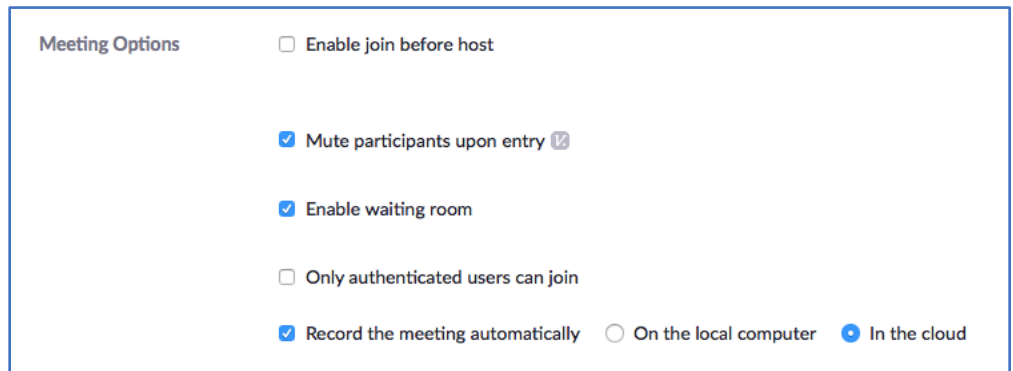 Meeting Options
Enable join before host
Mute participants upon entry
Enable waiting room
Only authenticated users can join
Record the meeting automatically On the local computer In the cloud